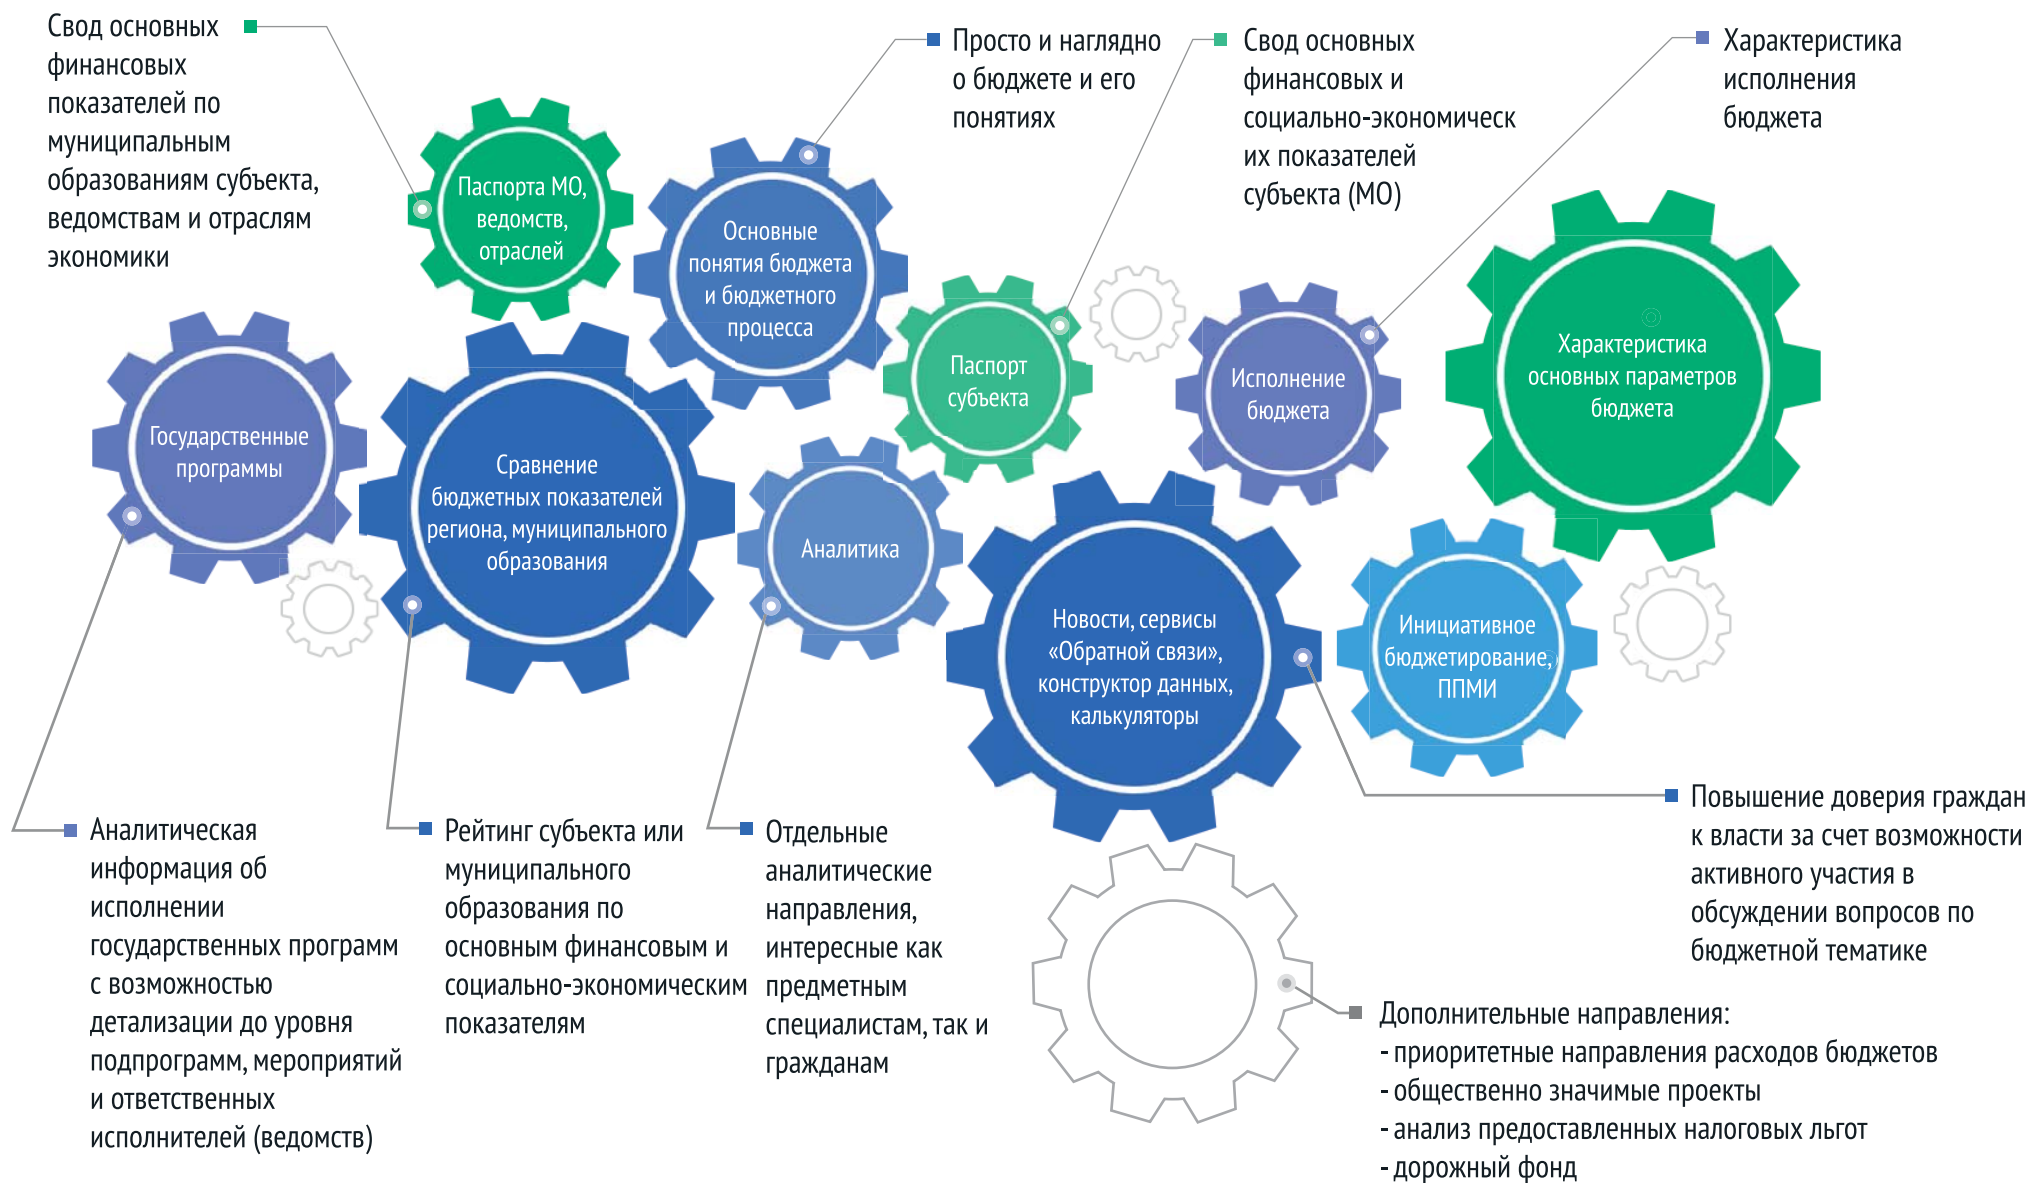 Свод основных
финансовых
показателей по
муниципальным
образованиям субъекта,
ведомствам и отраслям
экономики
Просто и наглядно
о бюджете и его
понятиях
Свод основных
финансовых и
социально-экономическ
их показателей
субъекта (МО)
Характеристика
исполнения
бюджета
Паспорта МО,
ведомств,
отраслей
Основные
понятия бюджета
и бюджетного
процесса
Паспорт
субъекта
Исполнение
бюджета
Характеристика
основных параметров
бюджета
Государственные
программы
Сравнение
бюджетных показателей
региона, муниципального
образования
Аналитика
Новости, сервисы
«Обратной связи»,
конструктор данных,
калькуляторы
Инициативное
бюджетирование,
ППМИ
Аналитическая
информация об
исполнении
государственных программ
с возможностью
детализации до уровня
подпрограмм, мероприятий
и ответственных
исполнителей (ведомств)
Рейтинг субъекта или
муниципального
образования по
основным финансовым и
социально-экономическим
показателям
Отдельные
аналитические
направления,
интересные как
предметным
специалистам, так и
гражданам
Повышение доверия граждан
к власти за счет возможности
активного участия в
обсуждении вопросов по
бюджетной тематике
Дополнительные направления:
- приоритетные направления расходов бюджетов
- общественно значимые проекты
- анализ предоставленных налоговых льгот
- дорожный фонд